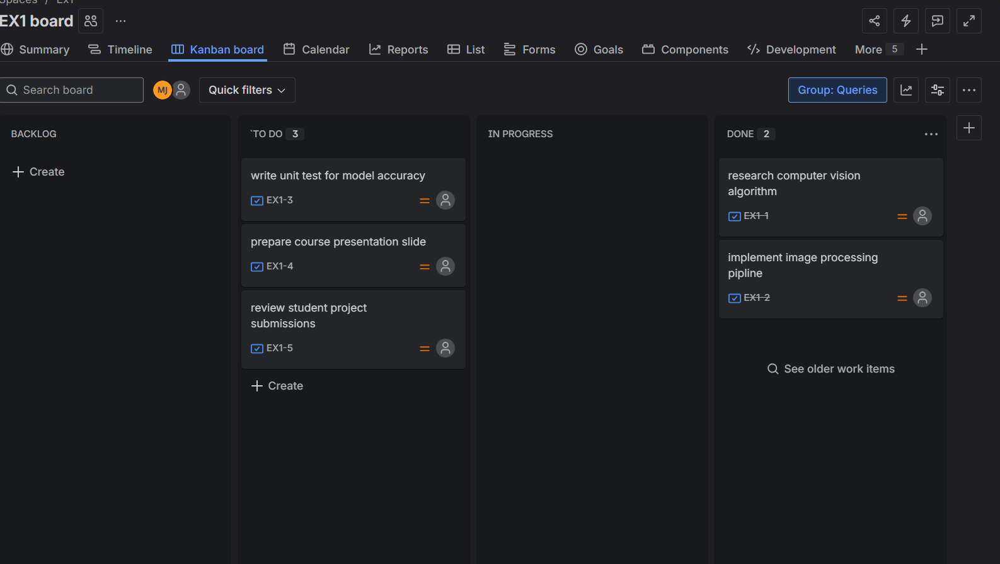 Spaces / EX1
EX1 board
Summary Timeline Kanban board Calendar Reports List Forms Goals Components Development More 5
Search board MJ Quick filters Group: Queries
BACKLOG
Create
`TO DO 3
write unit test for model accuracy
EX1-3
prepare course presentation slide
EX1-4
review student project
submissions
EX1-5
Create
IN PROGRESS
DONE 2
research computer vision
algorithm
EX1-1
implement image processing
pipline
EX1-2
See older work items